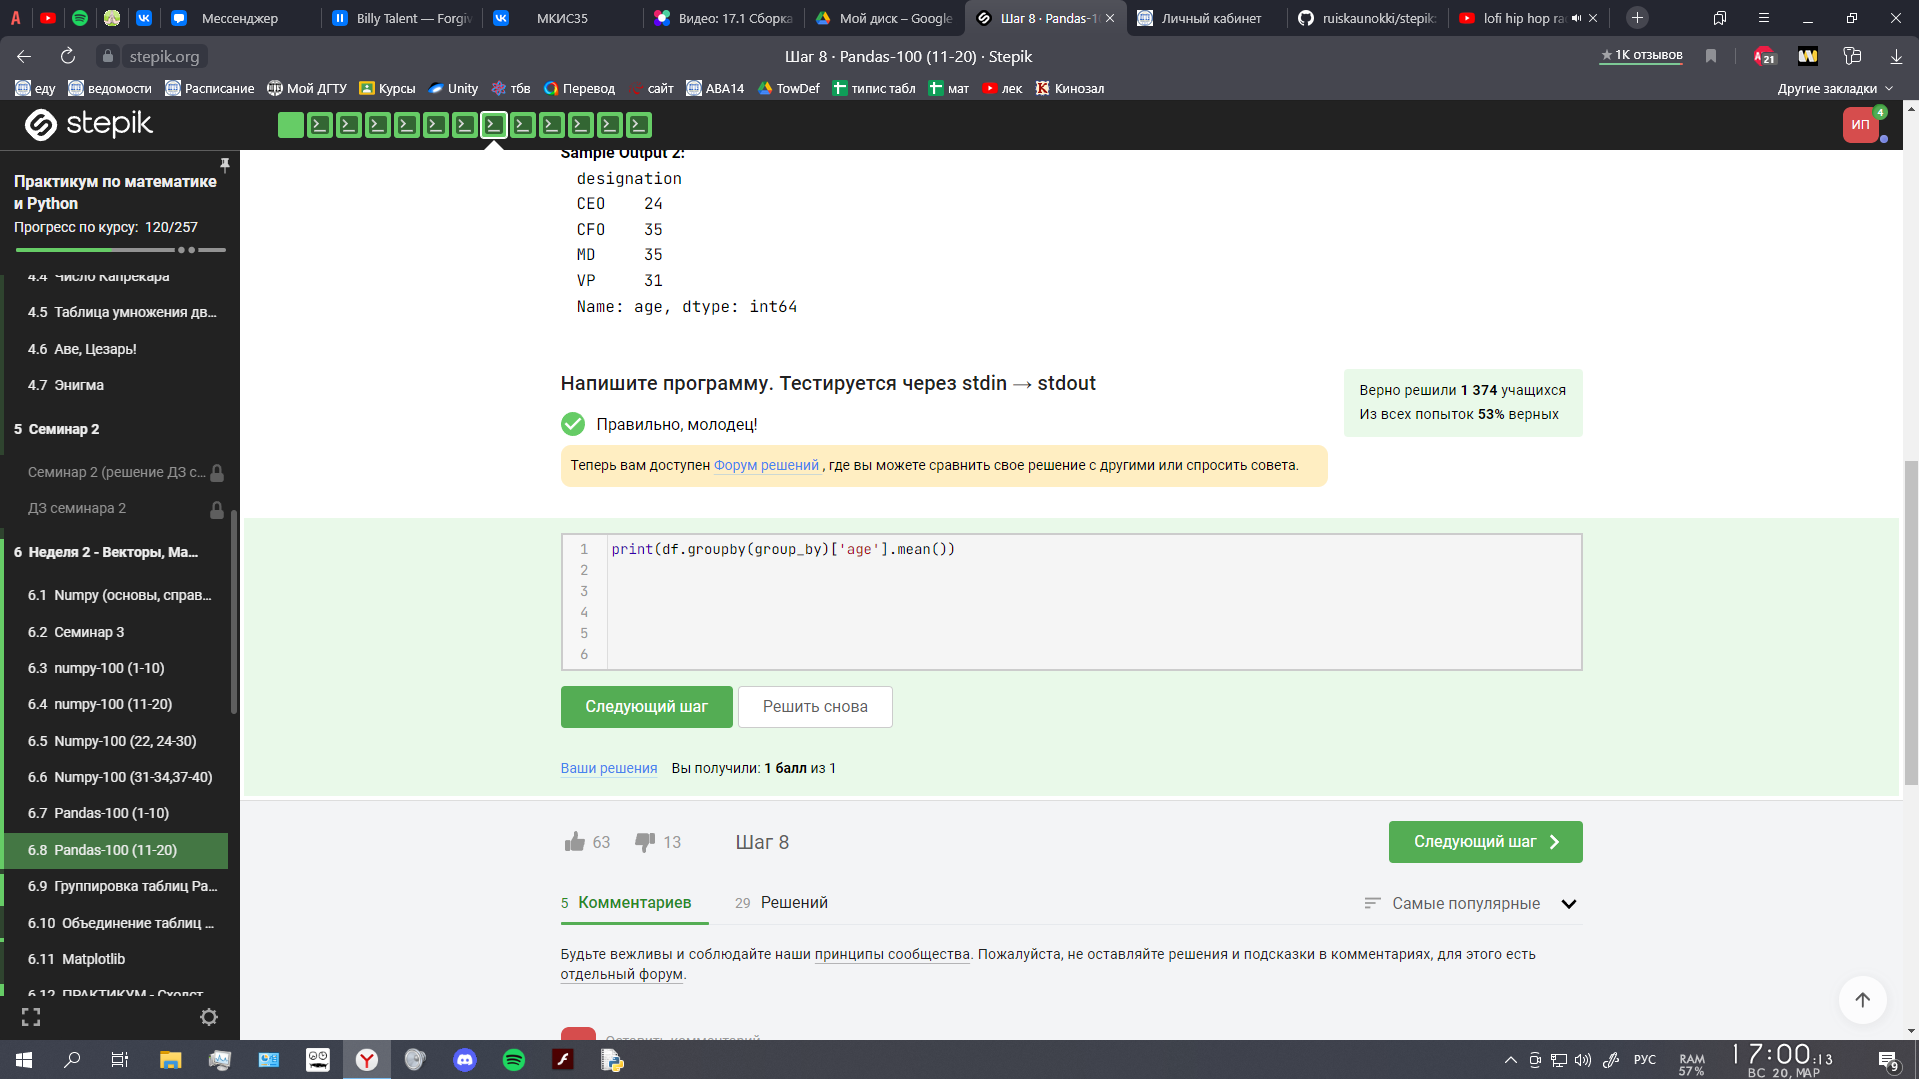 Мессенджер
Billy Talent — Forgiv
МКИС35
Видео: 17.1 Сборка
Мой диск – Google
Шаг 8 · Pandas-1
Личный кабинет
ruiskaunokki/stepik
lofi hip hop ra
stepik.org
Шаг 8 · Pandas-100 (11-20) · Stepik
★ 1К отзывов
21
еду
ведомости
Расписание
Мой ДГТУ
Курсы
Unity
тбв
Перевод
сайт
АВА14
TowDef
типис табл
мат
лек
Кинозал
Другие закладки
stepik
ИП
4
Практикум по математике
и Python
Прогресс по курсу: 120/257
4.4 Число Капрекара
4.5 Таблица умножения дв...
4.6 Аве, Цезарь!
4.7 Энигма
5 Семинар 2
Семинар 2 (решение ДЗ с...
ДЗ семинара 2
6 Неделя 2 - Векторы, Ма...
6.1 Numpy (основы, справ...
6.2 Семинар 3
6.3 numpy-100 (1-10)
6.4 numpy-100 (11-20)
6.5 Numpy-100 (22, 24-30)
6.6 Numpy-100 (31-34,37-40)
6.7 Pandas-100 (1-10)
6.8 Pandas-100 (11-20)
6.9 Группировка таблиц Pa...
6.10 Объединение таблиц ...
6.11 Matplotlib
6.12 ПРАКТИКУМ - Сходст
Sample Output 2:
designation
CEO 24
CFO 35
MD 35
VP 31
Name: age, dtype: int64
Напишите программу. Тестируется через stdin → stdout
Верно решили 1 374 учащихся
Из всех попыток 53% верных
Правильно, молодец!
Теперь вам доступен Форум решений , где вы можете сравнить свое решение с другими или спросить совета.
1 print(df.groupby(group_by)['age'].mean())
2
3
4
5
6
Следующий шаг
Решить снова
Ваши решения Вы получили: 1 балл из 1
63
13
Шаг 8
Следующий шаг
5 Комментариев
29 Решений
Самые популярные
Будьте вежливы и соблюдайте наши принципы сообщества. Пожалуйста, не оставляйте решения и подсказки в комментариях, для этого есть
отдельный форум.
Оставить комментарий
РУС
RAM
57%
17:00:13
ВС 20, МАР
9